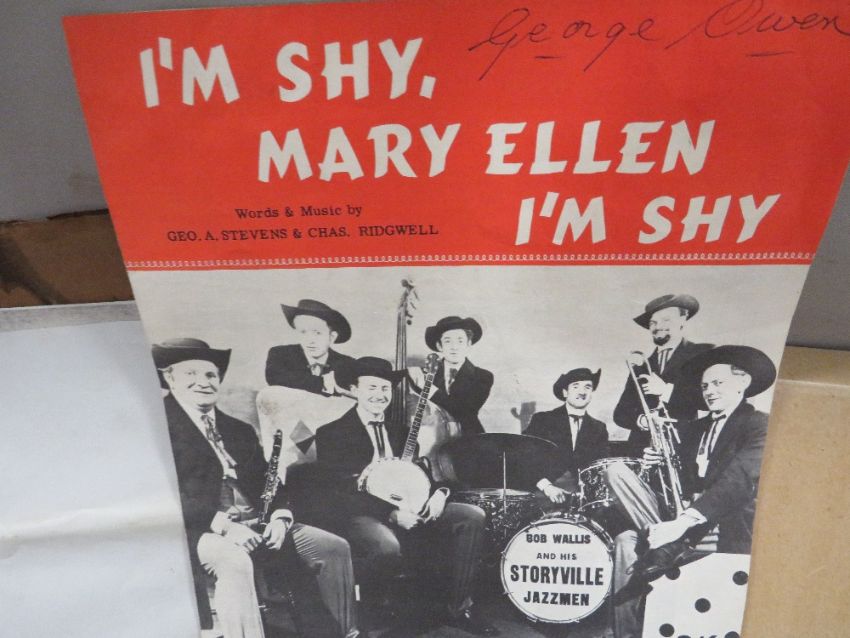 George Owen
I'M SHY,
MARY ELLEN
I'M SHY
Words & Music by
GEO. A. STEVENS & CHAS. RIDGWELL
BOB WALLIS
AND HIS
STORYVILLE
JAZZMEN